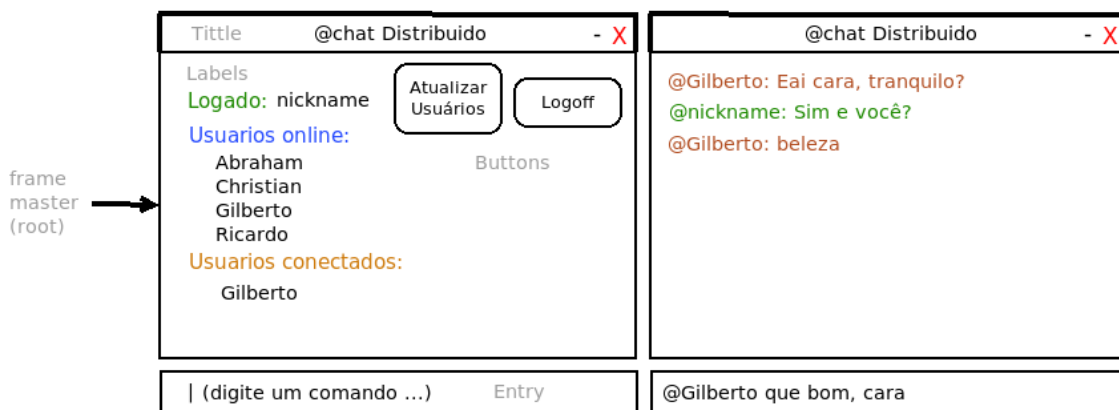 Tittle @chat Distribuido - X
Labels
Logado: nickname
Atualizar
Usuários
Logoff
Usuarios online:
Abraham
Christian
Gilberto
Ricardo
Buttons
Usuarios conectados:
Gilberto
frame
master
(root)
| (digite um comando ...) Entry
@chat Distribuido - X
@Gilberto: Eai cara, tranquilo?
@nickname: Sim e você?
@Gilberto: beleza
@Gilberto que bom, cara